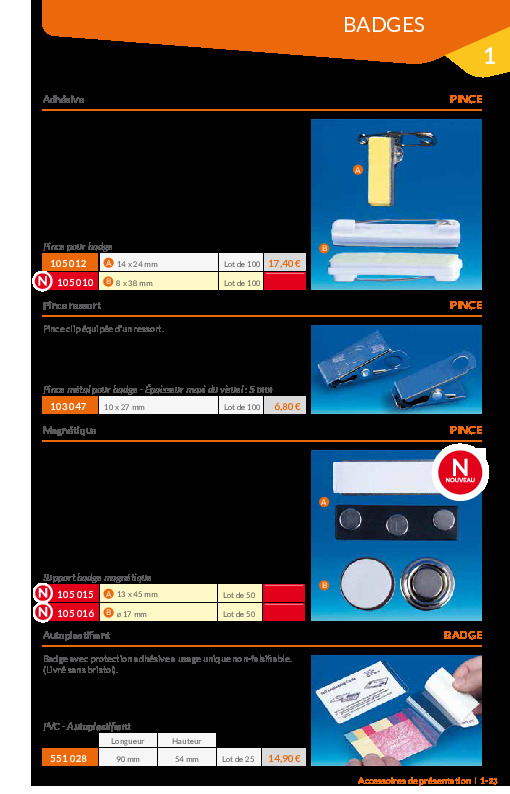 BADGES
1
Adhésive PINCE
A
B
Pince pour badge
105012 A 14 x 24 mm Lot de 100 17,40 €
N 105010 B 8 x 38 mm Lot de 100
Pince ressort PINCE
Pince clip équipée d'un ressort.
Pince métal pour badge - Épaisseur maxi du visuel : 5 mm
103047 10 x 27 mm Lot de 100 6,80 €
Magnétique PINCE
N
NOUVEAU
A
B
Support badge magnétique
N 105015 A 13 x 45 mm Lot de 50
N 105016 B ø 17 mm Lot de 50
Autoplastifiant BADGE
Badge avec protection adhésive à usage unique non-falsifiable.
(Livré sans bristol).
PVC - Autoplastifiant
Longueur Hauteur
551028 90 mm 54 mm Lot de 25 14,90 €
Accessoires de présentation | 1-23